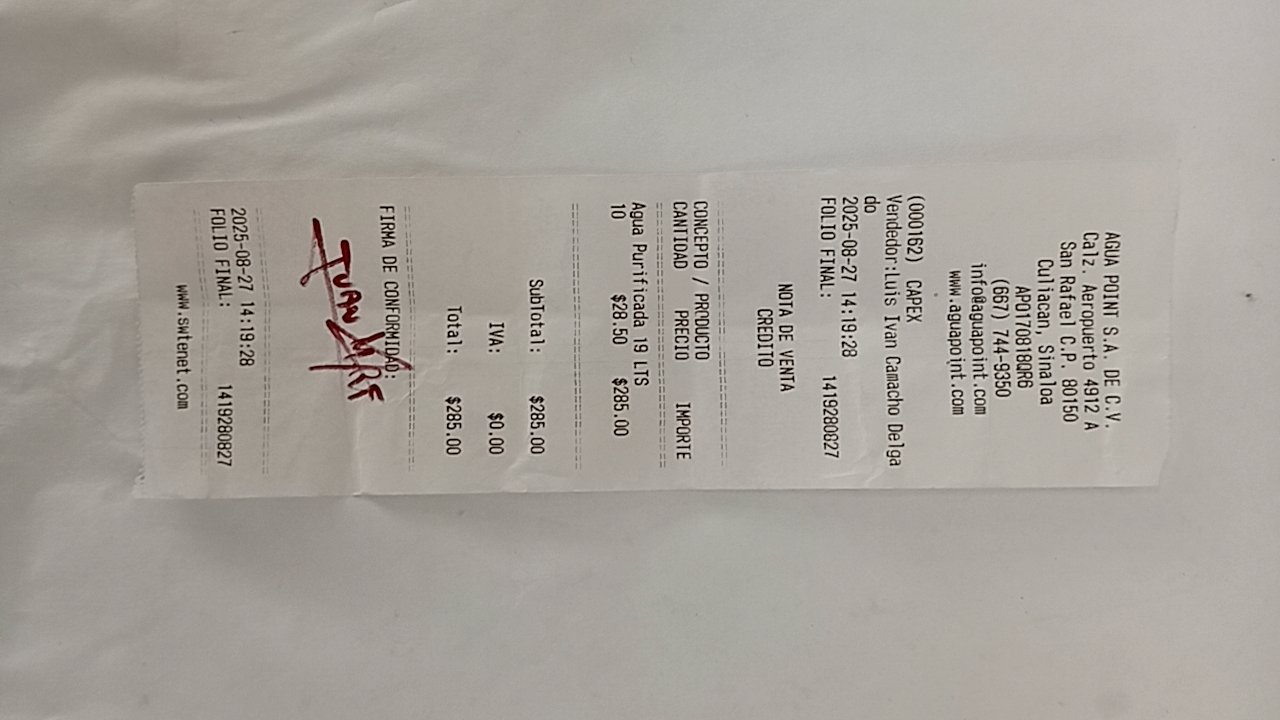 AGUA POINT S.A. DE C.V.
Calz. Aeropuerto 4912 A
San Rafael C.P. 80150
Culiacan, Sinaloa
APO170818QR6
(667) 744-9350
info@aguapoint.com
www.aguapoint.com
(000162) CAPEX
Vendedor:Luis Ivan Camacho Delga
do
2025-08-27 14:19:28
FOLIO FINAL: 1419280827
NOTA DE VENTA
CREDITO
CONCEPTO / PRODUCTO
CANTIDAD PRECIO IMPORTE
Agua Purificada 19 LTS
10 $28.50 $285.00
Subtotal: $285.00
IVA: $0.00
Total: $285.00
FIRMA DE CONFORMIDAD:
JUAN
2025-08-27 14:19:28
FOLIO FINAL: 1419280827
www.swtenet.com